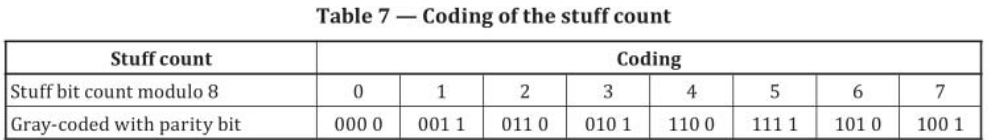 Table 7 — Coding of the stuff count
Stuff count Coding
Stuff bit count modulo 8 0 1 2 3 4 5 6 7
Gray-coded with parity bit 000 0 001 1 011 0 010 1 110 0 111 1 101 0 100 1